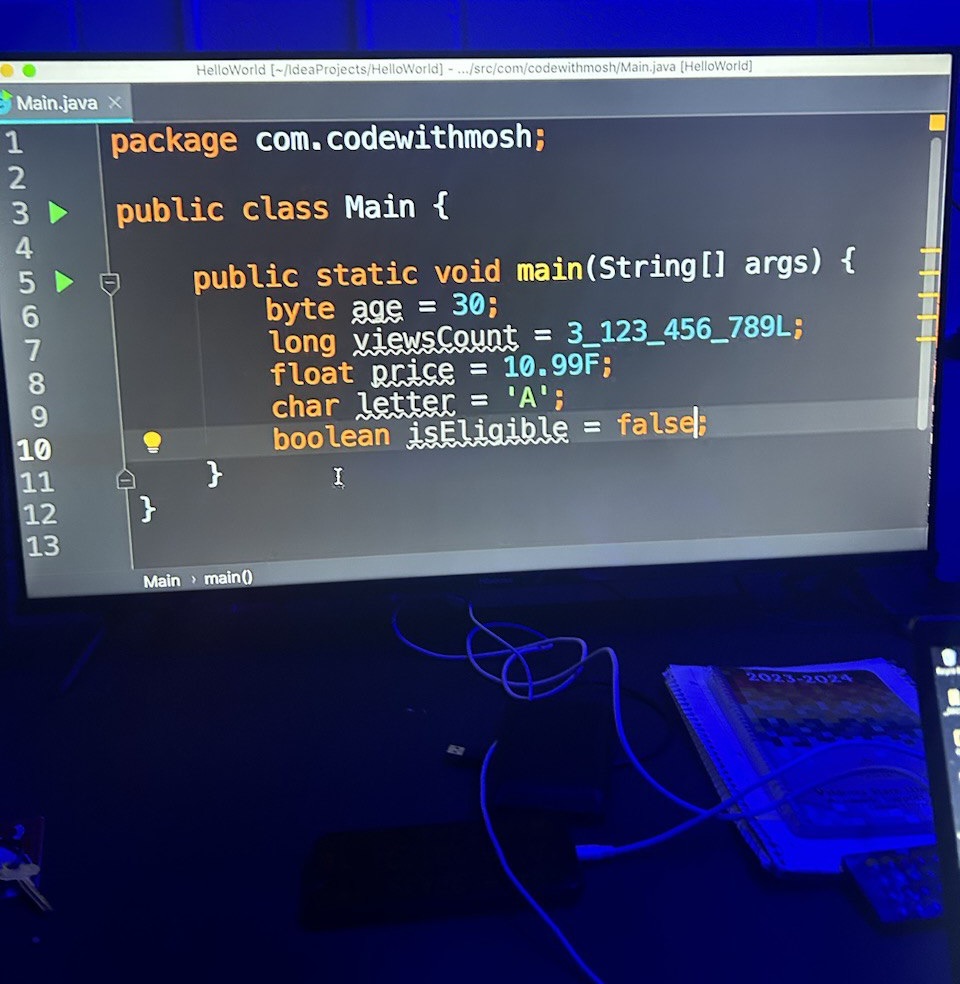 HelloWorld [~/IdeaProjects/HelloWorld] - .../src/com/codewithmosh/Main.java [HelloWorld]
Main.java
1 package com.codewithmosh;
2
3 public class Main {
4
5 public static void main(String[] args) {
6 byte age = 30;
7 long viewsCount = 3_123_456_789L;
8 float price = 10.99F;
9 char letter = 'A';
10 boolean isEligible = false;
11 }
12 }
13
Main › main()
2023-2024